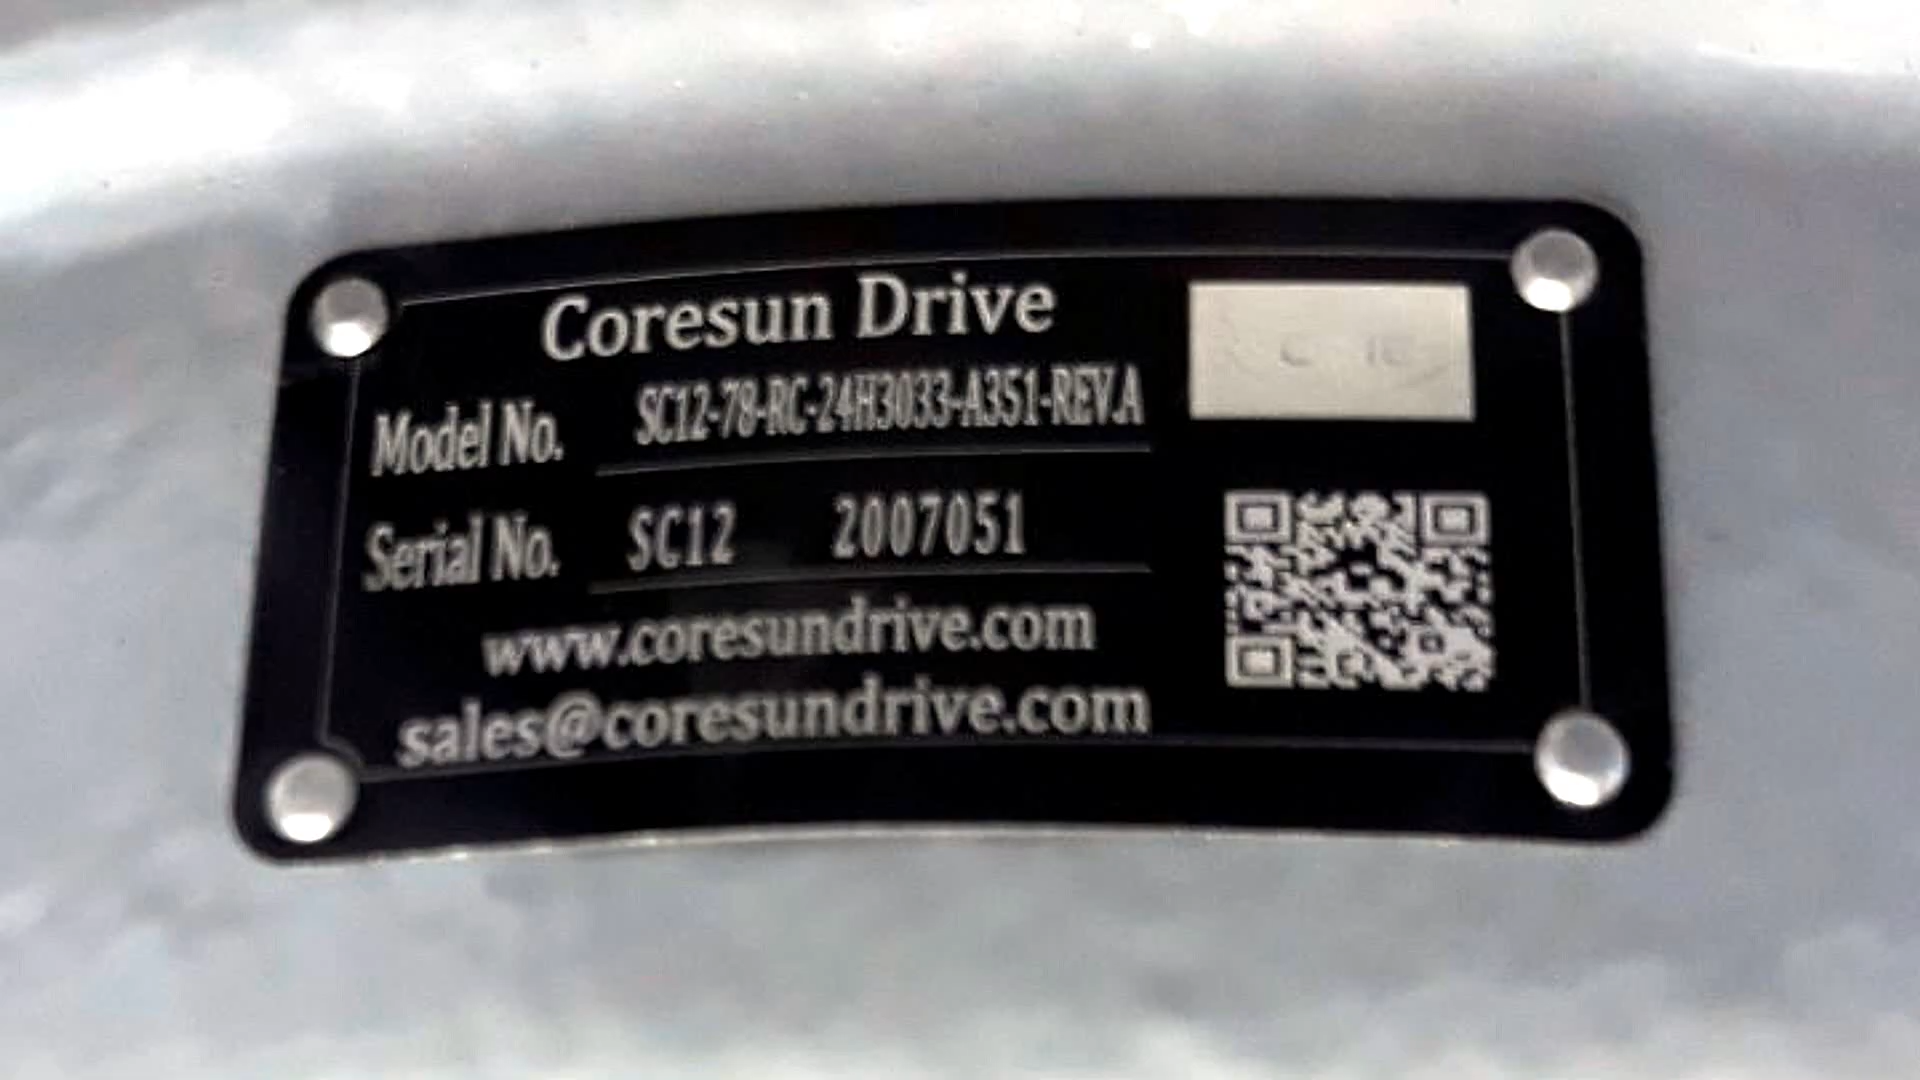 Coresun Drive
Model No. SC12-78-RC-24H3033-A351-REV.A
Serial No. SC12 2007051
www.coresundrive.com
sales@coresundrive.com